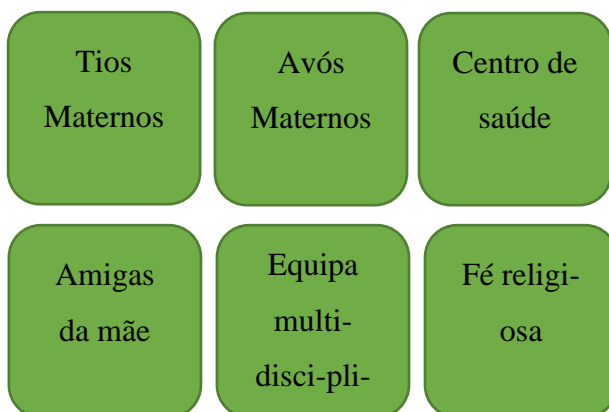 Tios
Maternos
Avós
Maternos
Centro de
saúde
Amigas
da mãe
Equipa
multi-
disci-pli-
Fé religi-
osa